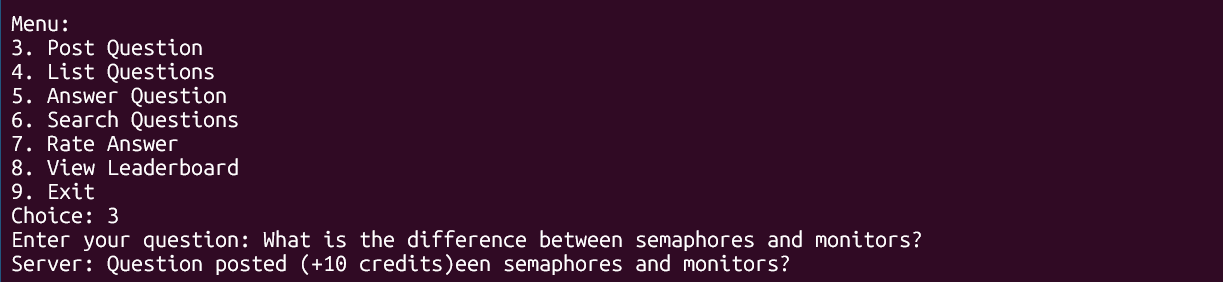 Menu:
3. Post Question
4. List Questions
5. Answer Question
6. Search Questions
7. Rate Answer
8. View Leaderboard
9. Exit
Choice: 3
Enter your question: What is the difference between semaphores and monitors?
Server: Question posted (+10 credits)een semaphores and monitors?